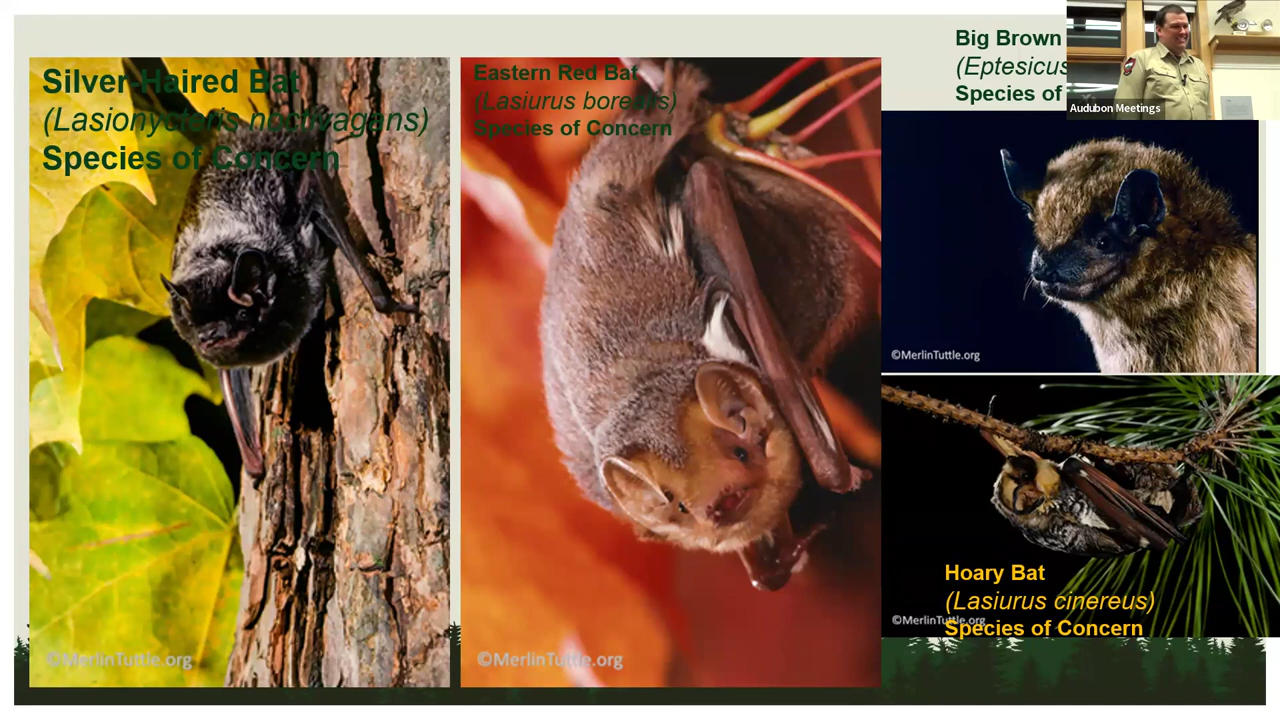 Silver-Haired Bat
(Lasionycteris noctivagans)
Species of Concern
©MerlinTuttle.org
Eastern Red Bat
(Lasiurus borealis)
Species of Concern
©MerlinTuttle.org
Big Brown
(Eptesicus
Species of
Audubon Meetings
©MerlinTuttle.org
Hoary Bat
(Lasiurus cinereus)
©MerlinTuttle.org
Species of Concern